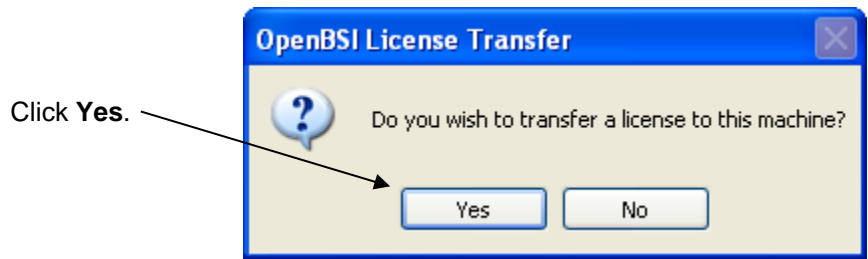 OpenBSI License Transfer
Click Yes.
Do you wish to transfer a license to this machine?
Yes
No